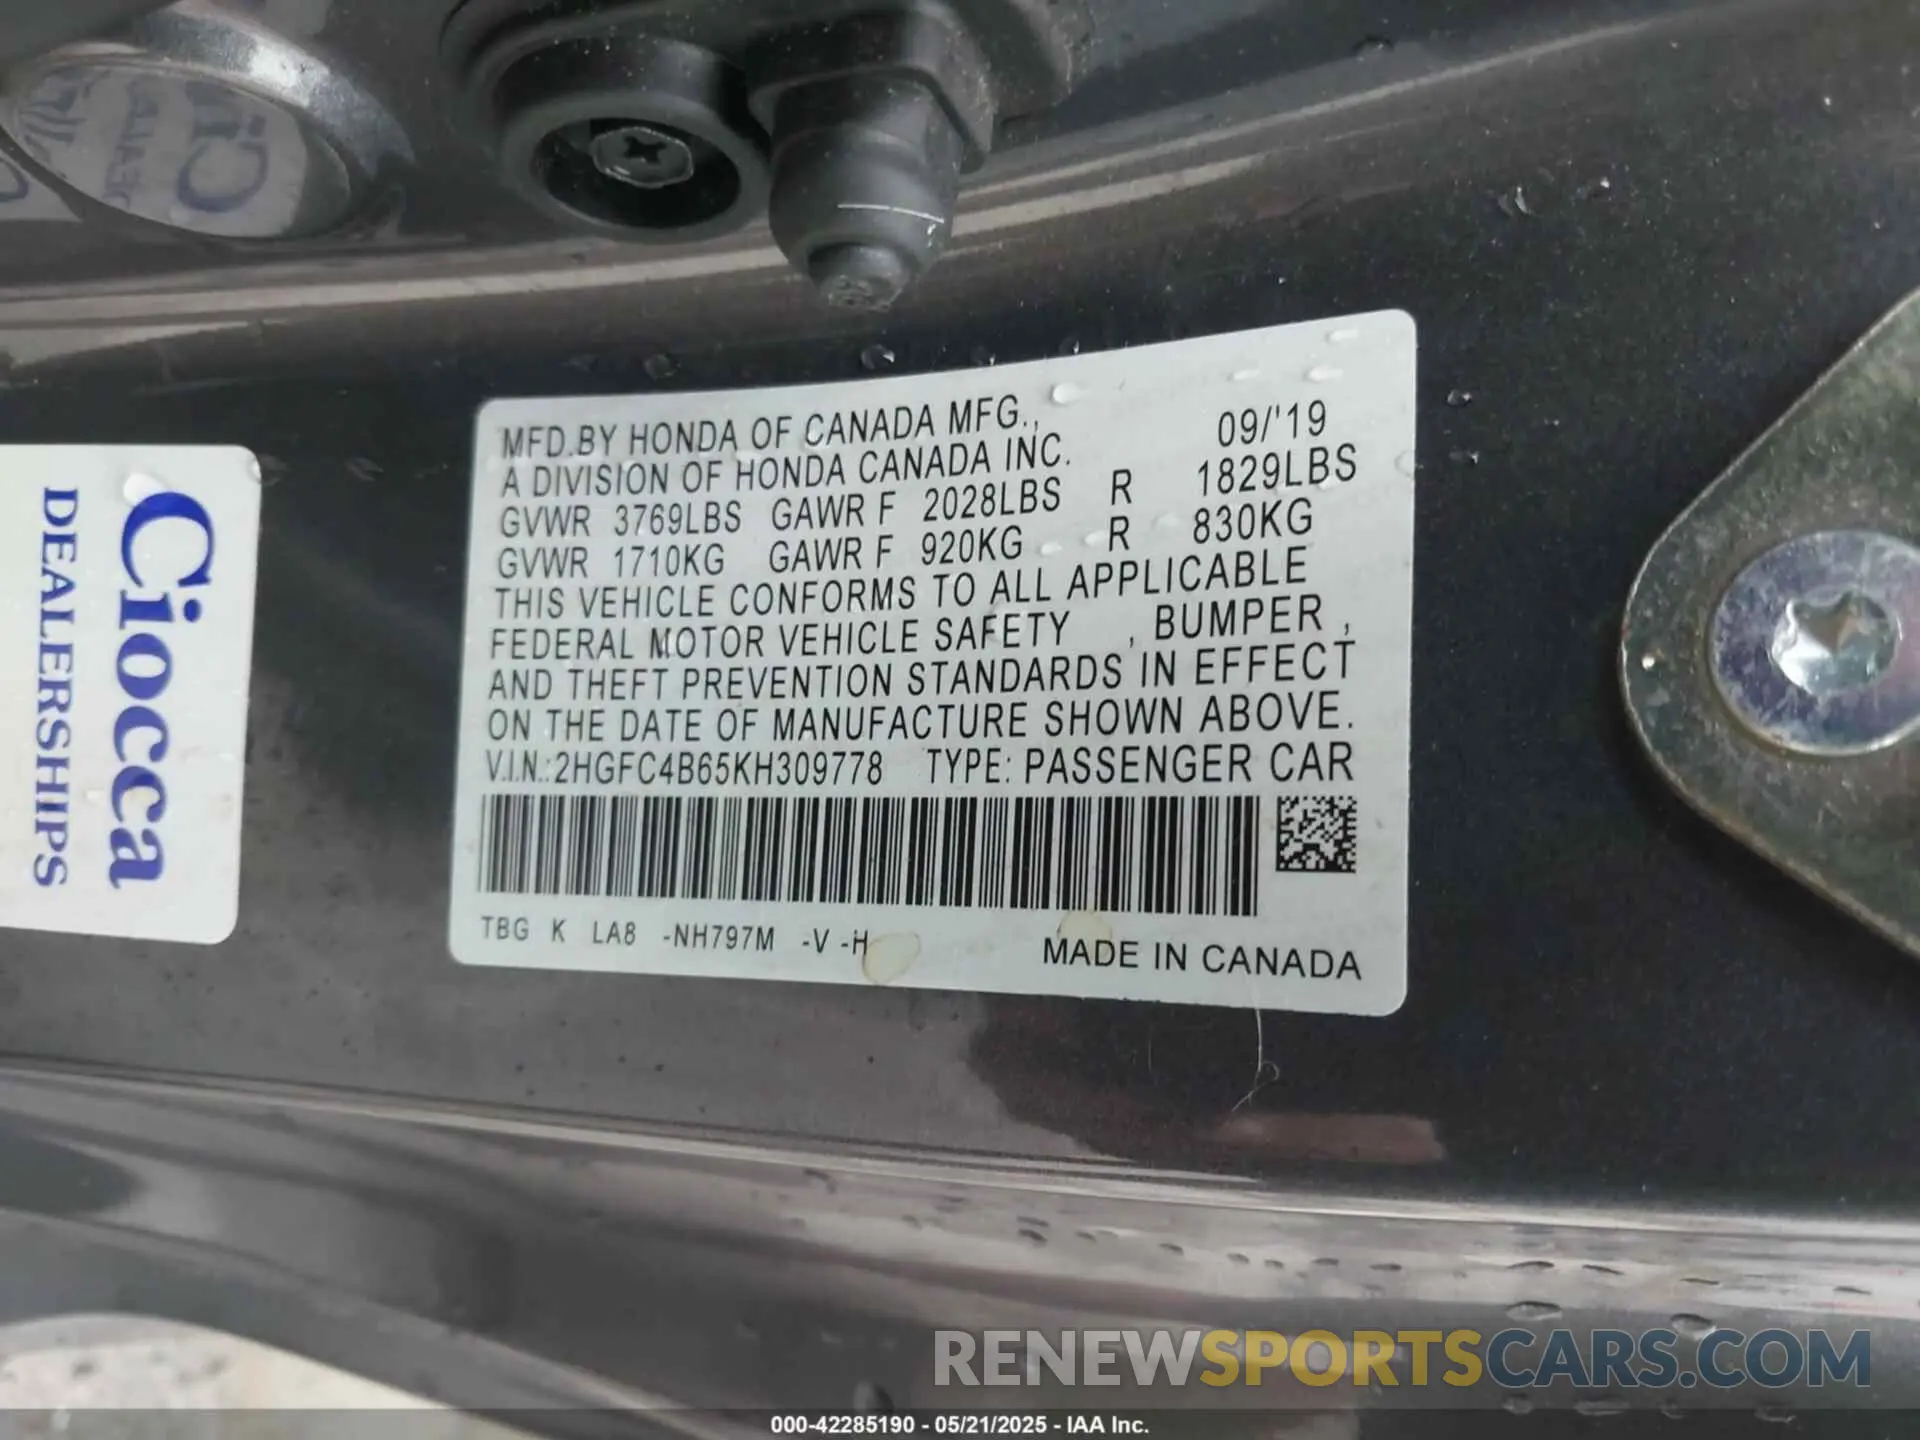 MFD.BY HONDA OF CANADA MFG., 09/'19
A DIVISION OF HONDA CANADA INC.
GVWR 3769LBS GAWR F 2028LBS R 1829LBS
GVWR 1710KG GAWR F 920KG R 830KG
THIS VEHICLE CONFORMS TO ALL APPLICABLE
FEDERAL MOTOR VEHICLE SAFETY , BUMPER ,
AND THEFT PREVENTION STANDARDS IN EFFECT
ON THE DATE OF MANUFACTURE SHOWN ABOVE.
V.I.N.:2HGFC4B65KH309778 TYPE: PASSENGER CAR
TBG K LA8 -NH797M -V -H
MADE IN CANADA
Ciocca
DEALERSHIPS
RENEWSPORTSCARS.COM
000-42285190 - 05/21/2025 - IAA Inc.